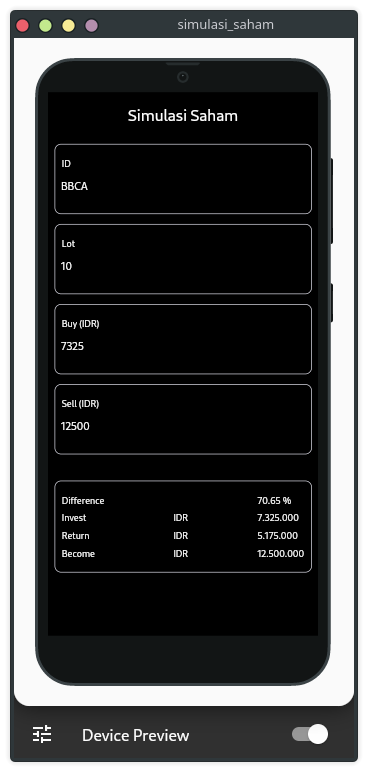 simulasi_saham
Simulasi Saham
ID
BBCA
Lot
10
Buy (IDR)
7325
Sell (IDR)
12500
Difference 70.65 %
Invest IDR 7.325.000
Return IDR 5.175.000
Become IDR 12.500.000
Device Preview